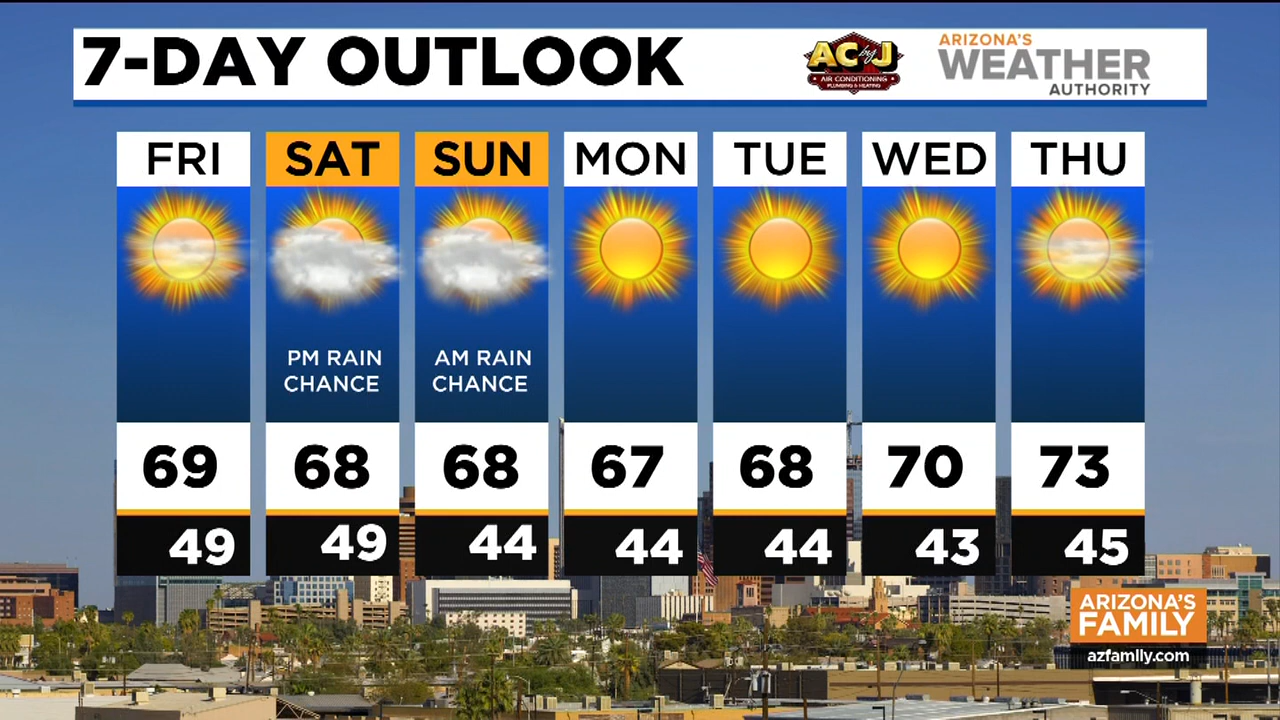 7-DAY OUTLOOK
AC by J
AIR CONDITIONING
PLUMBING & HEATING
ARIZONA'S
WEATHER
AUTHORITY
FRI SAT SUN MON TUE WED THU
PM RAIN
CHANCE
AM RAIN
CHANCE
69 68 68 67 68 70 73
49 49 44 44 44 43 45
ARIZONA'S
FAMILY
azfamily.com